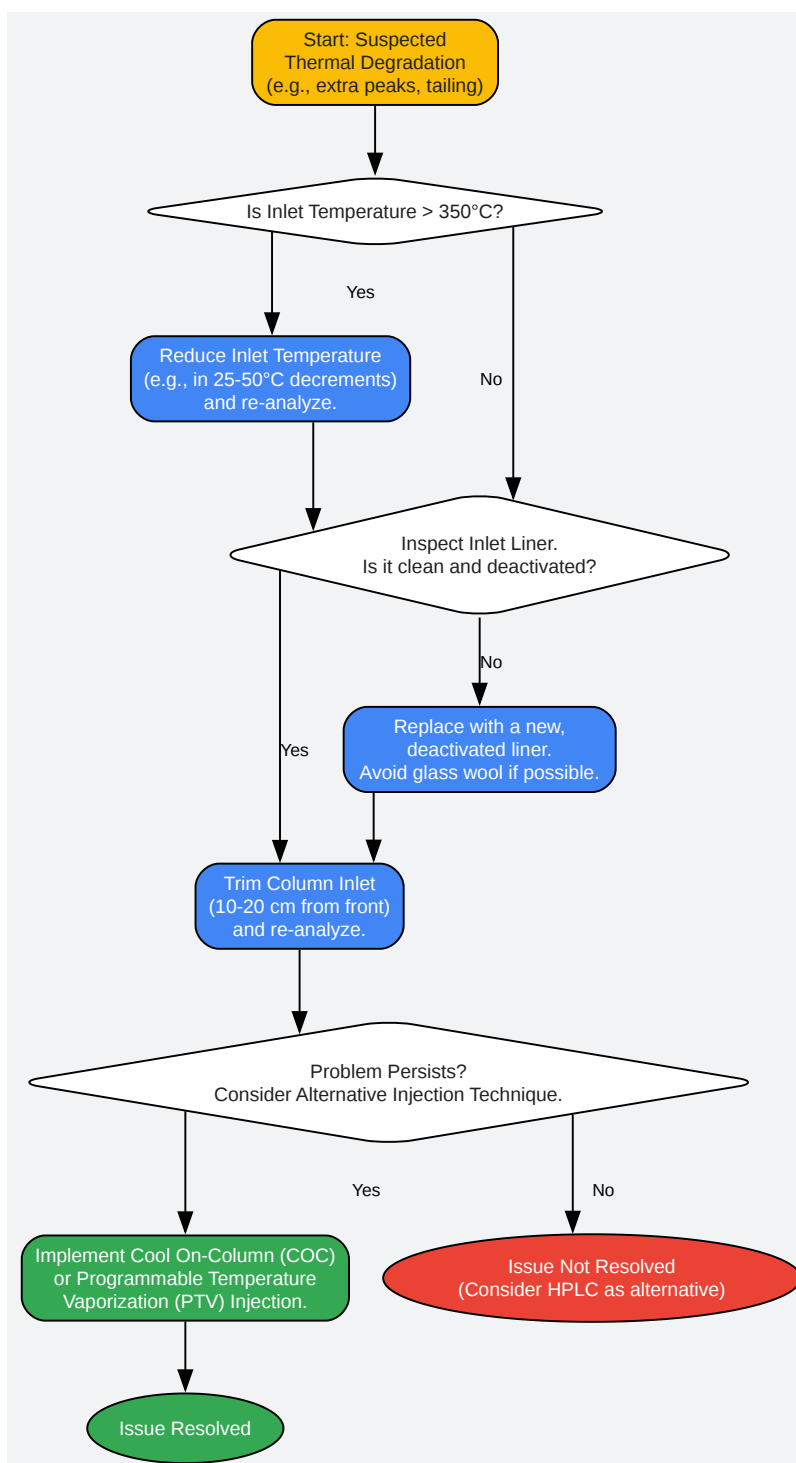 Start: Suspected
Thermal Degradation
(e.g., extra peaks, tailing)
Is Inlet Temperature > 350°C?
Yes
Reduce Inlet Temperature
(e.g., in 25-50°C decrements)
and re-analyze.
No
Inspect Inlet Liner.
Is it clean and deactivated?
No
Replace with a new,
deactivated liner.
Avoid glass wool if possible.
Yes
Trim Column Inlet
(10-20 cm from front)
and re-analyze.
Problem Persists?
Consider Alternative Injection Technique.
Yes
No
Implement Cool On-Column (COC)
or Programmable Temperature
Vaporization (PTV) Injection.
Issue Not Resolved
(Consider HPLC as alternative)
Issue Resolved